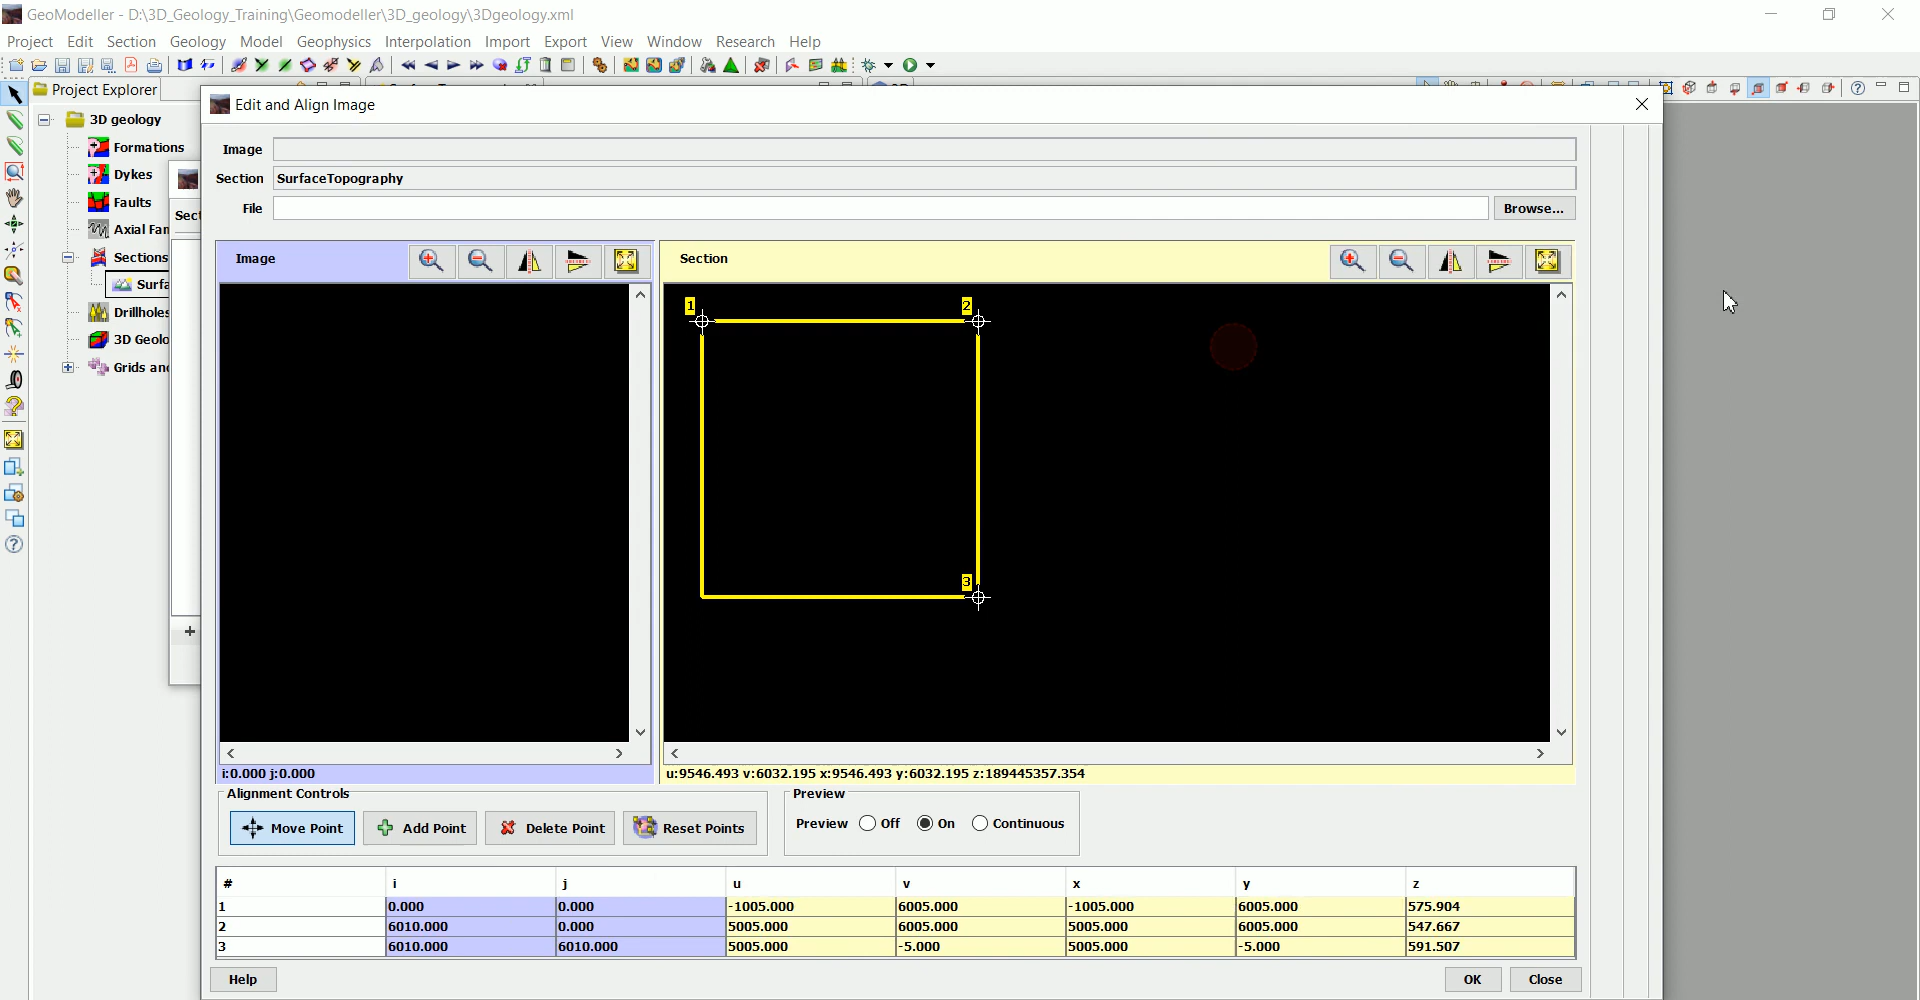 GeoModeller - D:\3D_Geology_Training\Geomodeller\3D_geology\3Dgeology.xml
Project Edit Section Geology Model Geophysics Interpolation Import Export View Window Research Help
Project Explorer
Edit and Align Image
3D geology
Formations
Dykes
Faults
Axial Fan
Sections
Surfa
Drillholes
3D Geolo
Grids and
Sect
Image
Section SurfaceTopography
File Browse...
Image
Section
1 2
3
i:0.000 j:0.000
u:9546.493 v:6032.195 x:9546.493 y:6032.195 z:189445357.354
Alignment Controls
Move Point Add Point Delete Point Reset Points
Preview
Preview Off On Continuous
# i j u v x y z
1 0.000 0.000 -1005.000 6005.000 -1005.000 6005.000 575.904
2 6010.000 0.000 5005.000 6005.000 5005.000 6005.000 547.667
3 6010.000 6010.000 5005.000 -5.000 5005.000 -5.000 591.507
Help OK Close